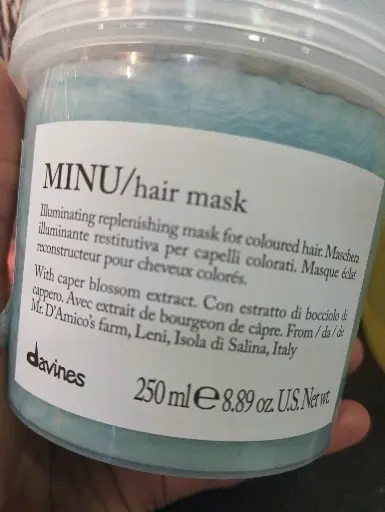 MINU/hair mask
Illuminating replenishing mask for coloured hair. Maschera
illuminante restitutiva per capelli colorati. Masque éclat
reconstructeur pour cheveux colorés.
With caper blossom extract. Con estratto di bocciolo di
cappero. Avec extrait de bourgeon de câpre. From / da / de
Mr. D'Amico's farm, Leni, Isola di Salina, Italy
davines
250 ml ℮ 8.89 oz. U.S. Net wt.